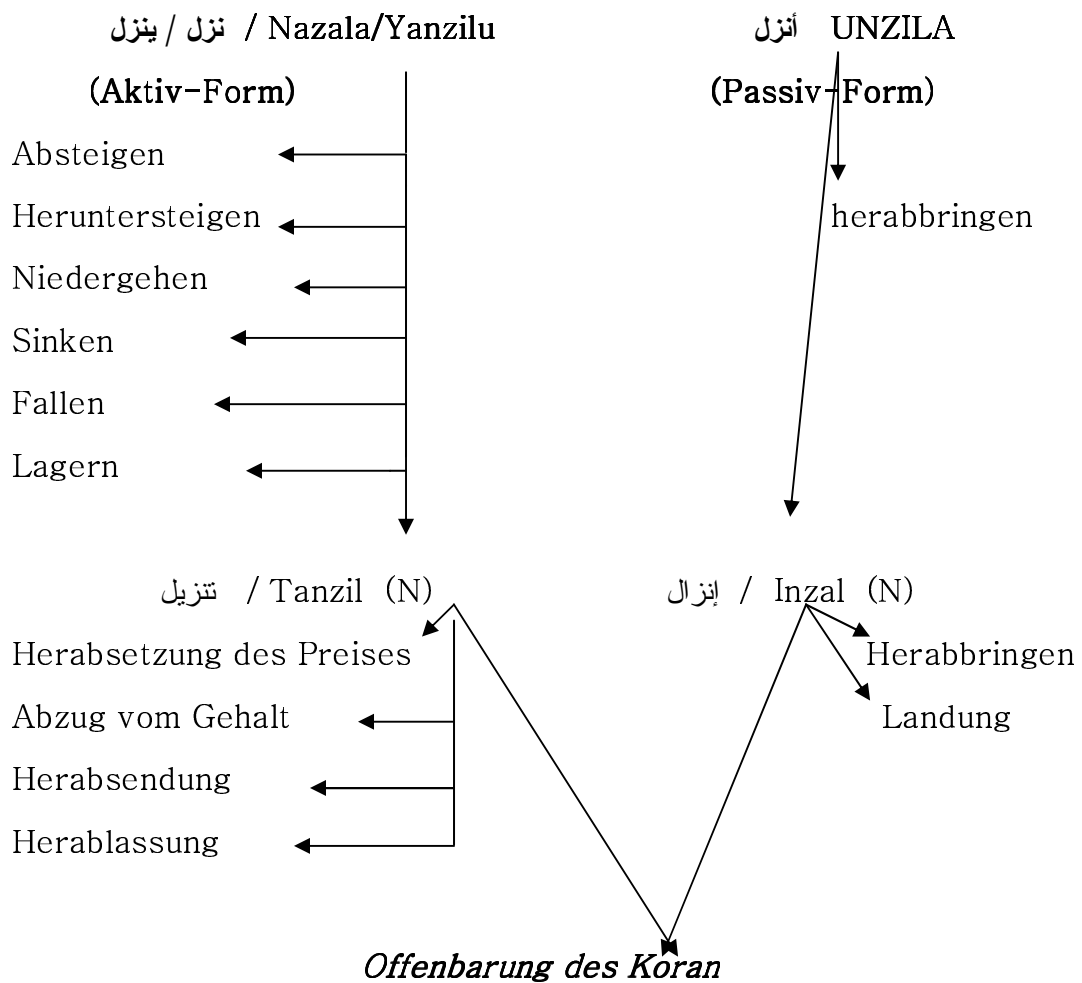 نزل / ينزل / Nazala/Yanzilu
أنزل UNZILA
(Aktiv-Form)
(Passiv-Form)
Absteigen
Heruntersteigen
herabbringen
Niedergehen
Sinken
Fallen
Lagern
تنزيل / Tanzil (N)
إنزال / Inzal (N)
Herabsetzung des Preises
Herabbringen
Abzug vom Gehalt
Landung
Herabsendung
Herablassung
Offenbarung des Koran